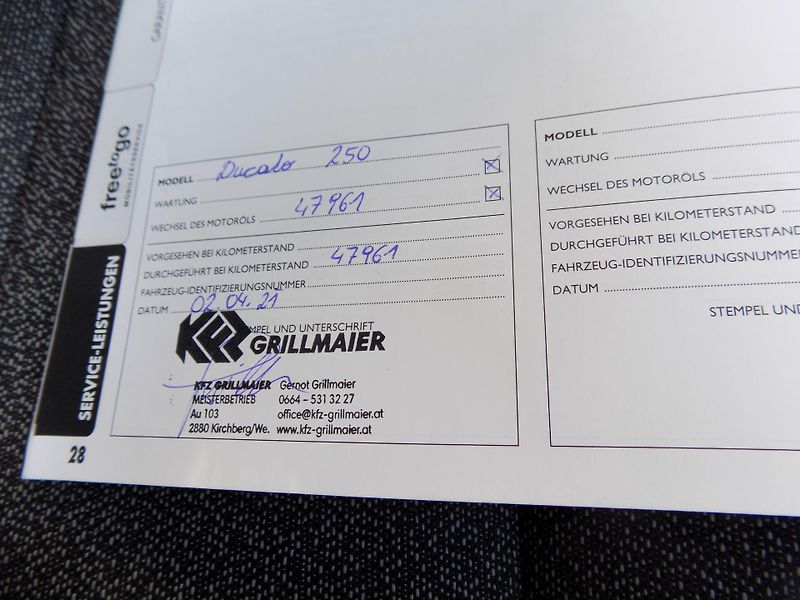 GARANTI
freetogo
MOBILITÄTSSERVICE
SERVICE-LEISTUNGEN
28
MODELL Ducato 250
WARTUNG ☒
WECHSEL DES MOTORÖLS 47961 ☒
VORGESEHEN BEI KILOMETERSTAND
DURCHGEFÜHRT BEI KILOMETERSTAND 47961
FAHRZEUG-IDENTIFIZIERUNGSNUMMER
DATUM 02.04.21
MPEL UND UNTERSCHRIFT
KFZ GRILLMAIER
KFZ GRILLMAIER Gernot Grillmaier
MEISTERBETRIEB 0664 – 531 32 27
Au 103 office@kfz-grillmaier.at
2880 Kirchberg/We. www.kfz-grillmaier.at
MODELL
WARTUNG
WECHSEL DES MOTORÖLS
VORGESEHEN BEI KILOMETERSTAND
DURCHGEFÜHRT BEI KILOMETERSTAND
FAHRZEUG-IDENTIFIZIERUNGSNUMMER
DATUM
STEMPEL UND